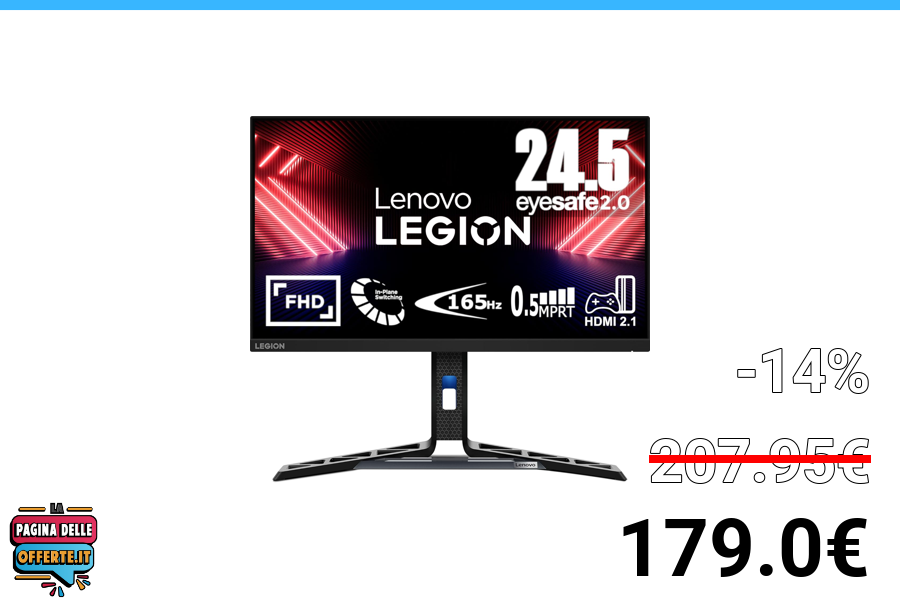 24.5
eyesafe2.0
Lenovo
LEGION
FHD
In-Plane
Switching
165Hz
0.5MPRT
HDMI 2.1
LEGION
Lenovo
-14%
207.95€
179.0€
LA
PAGINA DELLE
OFFERTE.IT